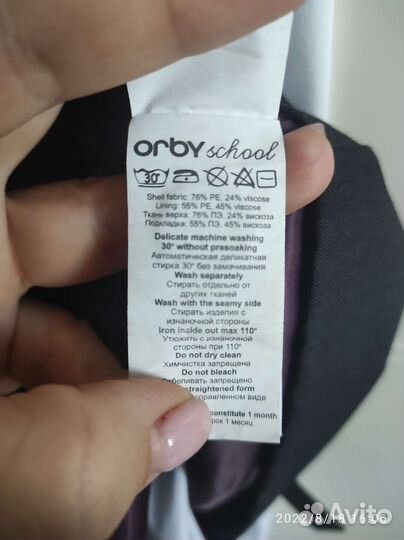 orby school
30°
Shell fabric: 76% PE, 24% viscose
Lining: 55% PE, 45% viscose
Ткань верха: 76% ПЭ, 24% вискоза
Подкладка: 55% ПЭ, 45% вискоза
Delicate machine washing
30° without presoaking
Автоматическая деликатная
стирка 30° без замачивания
Wash separately
Стирать отдельно от
других тканей
Wash with the seamy side
Стирать изделия с
изнаночной стороны
Iron inside out max 110°
Утюжить с изнаночной
стороны при 110°
Do not dry clean
Химчистка запрещена
Do not bleach
Отбеливать запрещено
straightened form
виде
constitute 1 month
1 месяц
2022/8/18 16:06
Avito